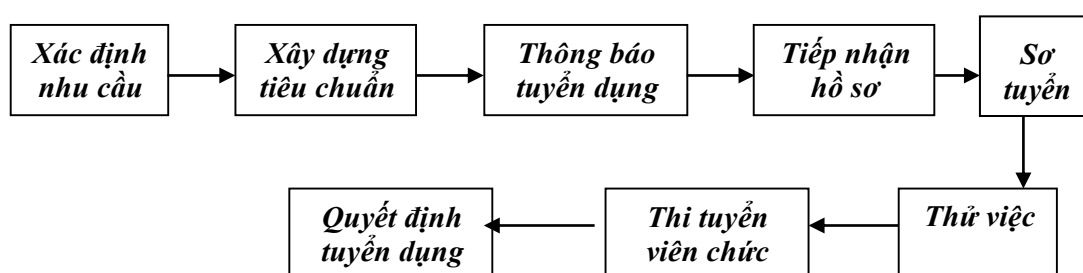 Xác định
nhu cầu
Xây dựng
tiêu chuẩn
Thông báo
tuyển dụng
Tiếp nhận
hồ sơ
Sơ
tuyển
Thử việc
Thi tuyển
viên chức
Quyết định
tuyển dụng